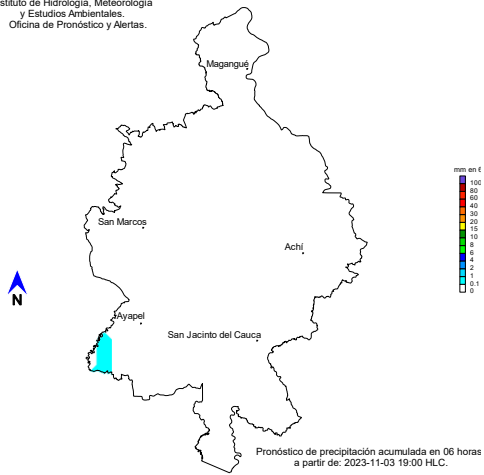 stituto de Hidrología, Meteorología
y Estudios Ambientales.
Oficina de Pronóstico y Alertas.
Magangué
mm en 6
100
80
60
40
30
20
15
10
8
6
4
2
1
0.1
0
San Marcos
Achí
N
Ayapel
San Jacinto del Cauca
Pronóstico de precipitación acumulada en 06 horas
a partir de: 2023-11-03 19:00 HLC.